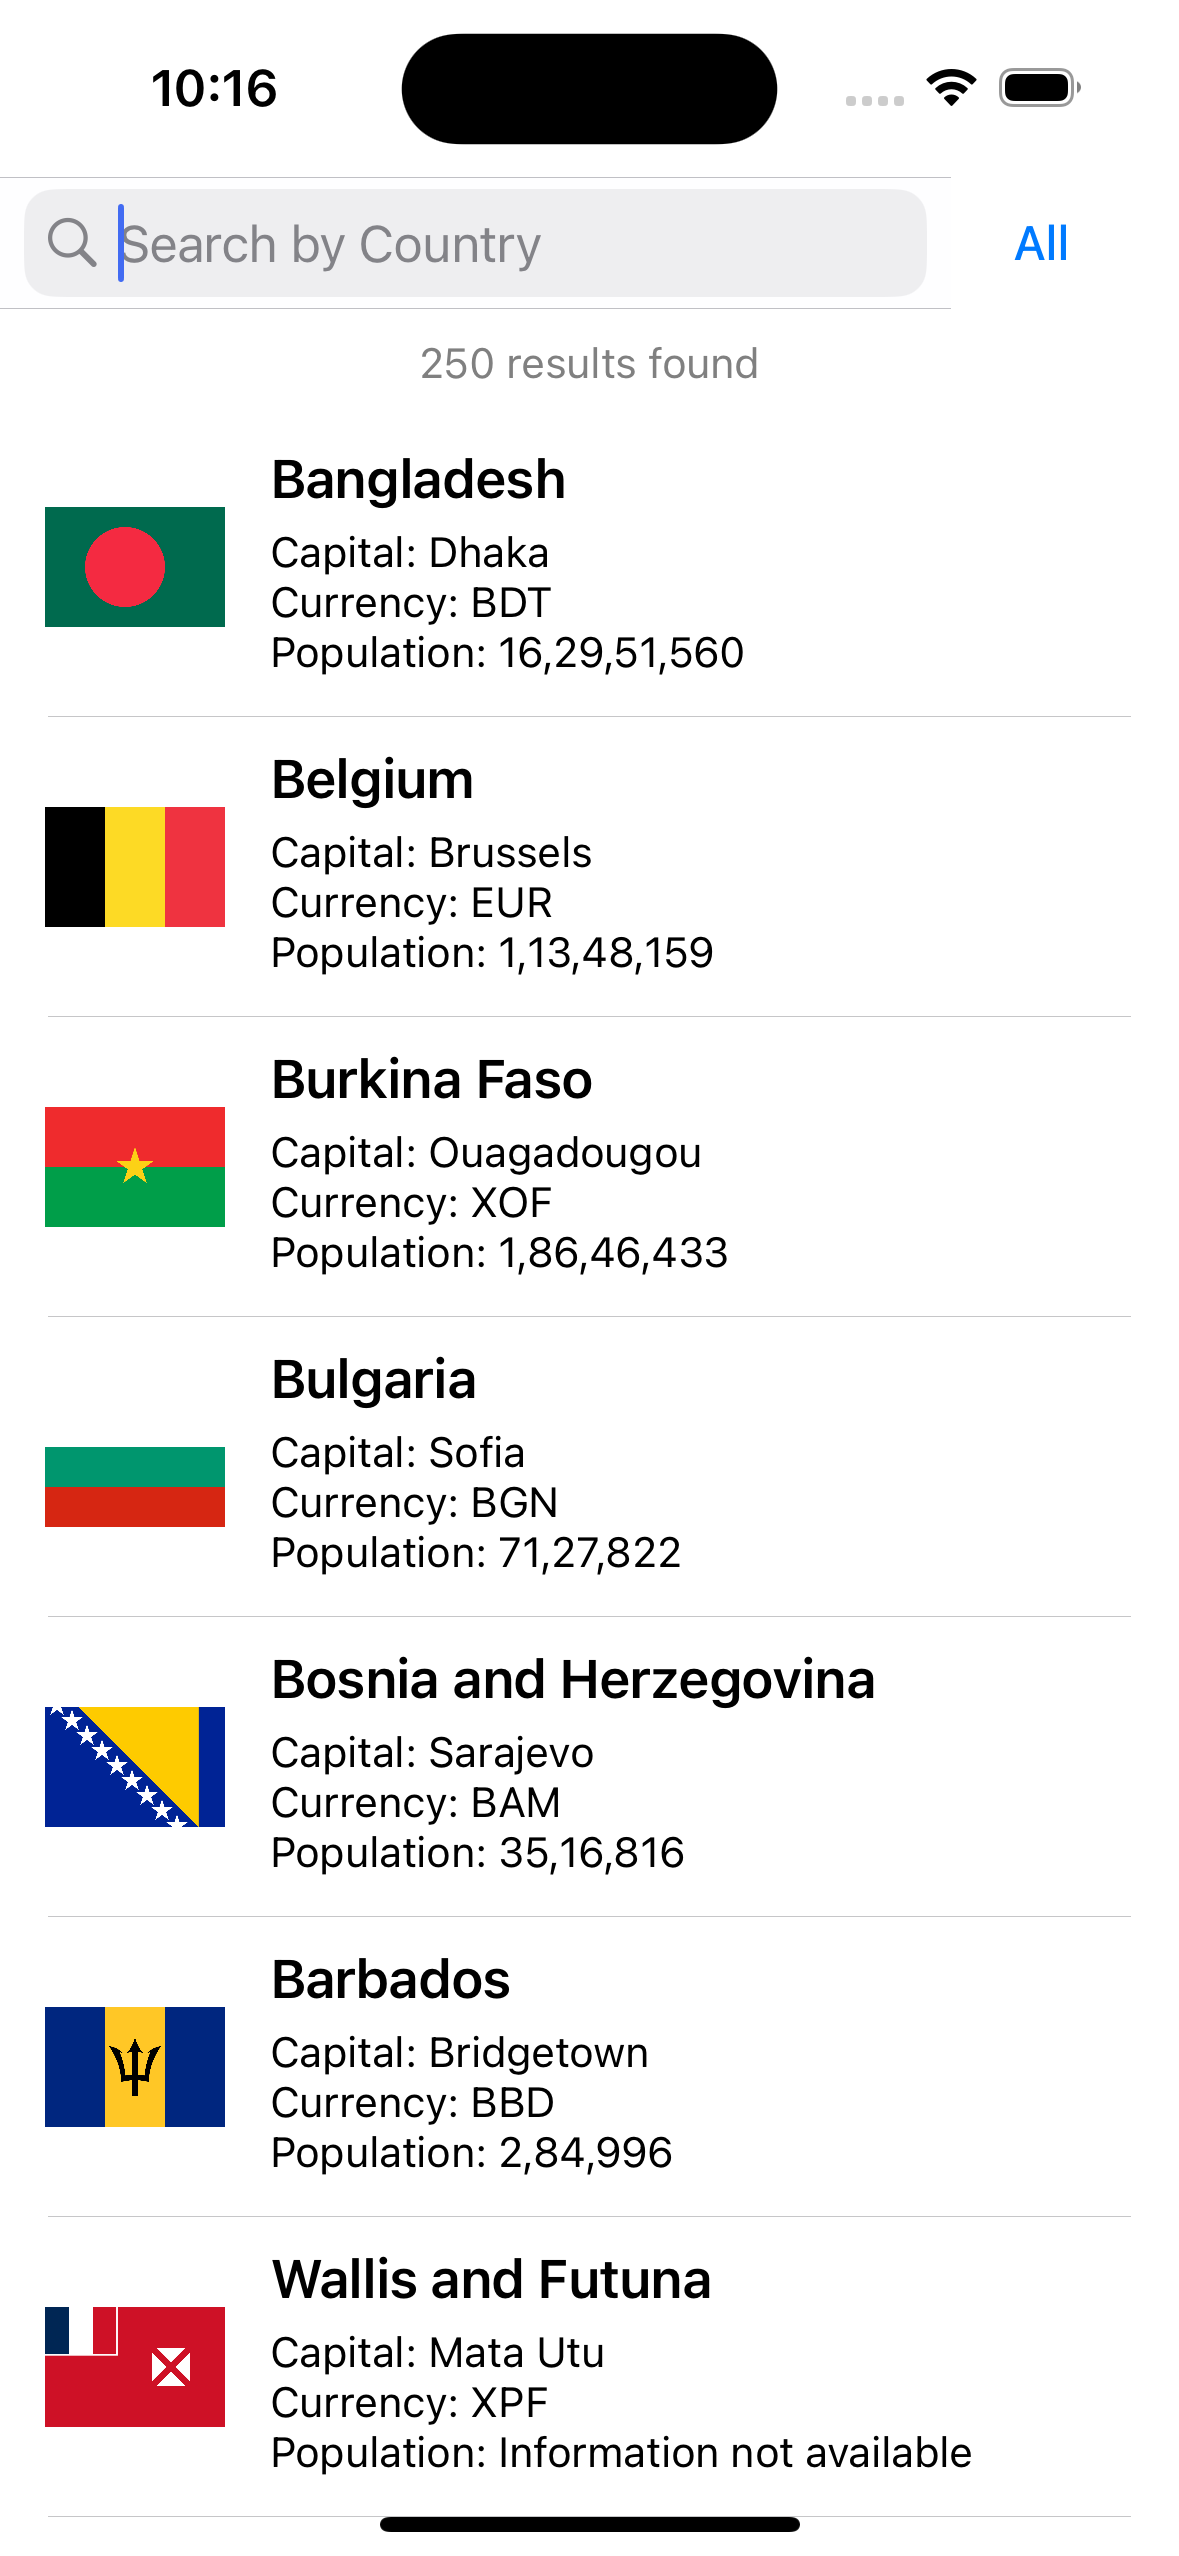 10:16
Search by Country
All
250 results found
Bangladesh
Capital: Dhaka
Currency: BDT
Population: 16,29,51,560
Belgium
Capital: Brussels
Currency: EUR
Population: 1,13,48,159
Burkina Faso
Capital: Ouagadougou
Currency: XOF
Population: 1,86,46,433
Bulgaria
Capital: Sofia
Currency: BGN
Population: 71,27,822
Bosnia and Herzegovina
Capital: Sarajevo
Currency: BAM
Population: 35,16,816
Barbados
Capital: Bridgetown
Currency: BBD
Population: 2,84,996
Wallis and Futuna
Capital: Mata Utu
Currency: XPF
Population: Information not available